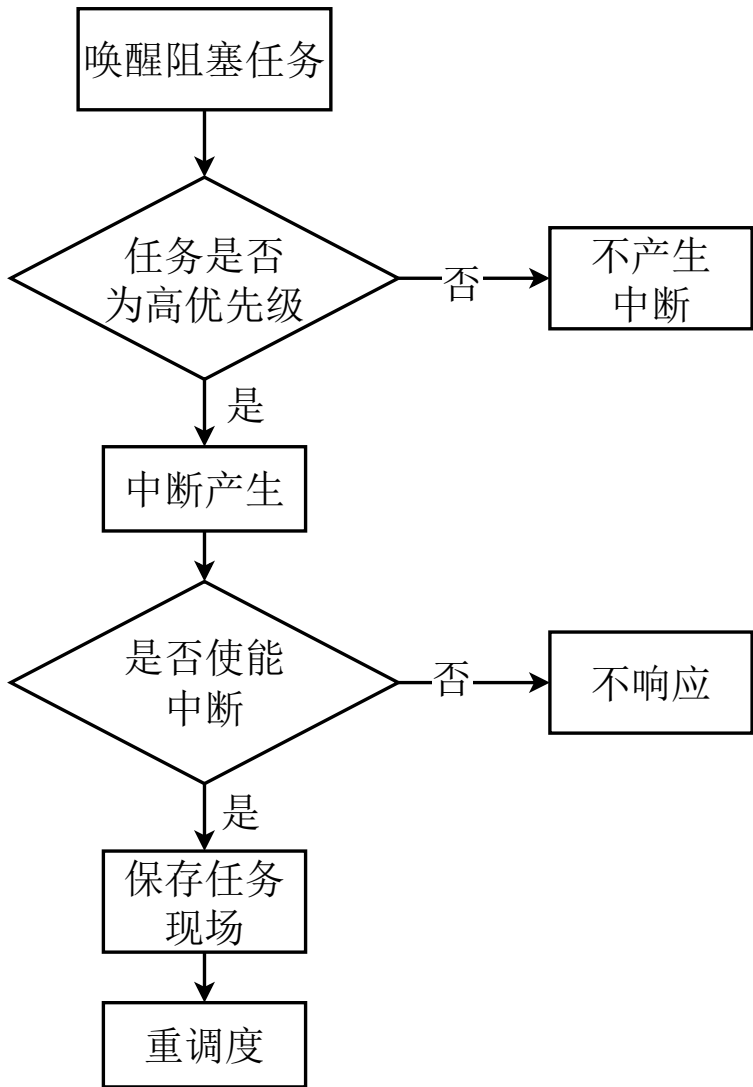 唤醒阻塞任务
任务是否
为高优先级
否
不产生
中断
是
中断产生
是否使能
中断
否
不响应
是
保存任务
现场
重调度